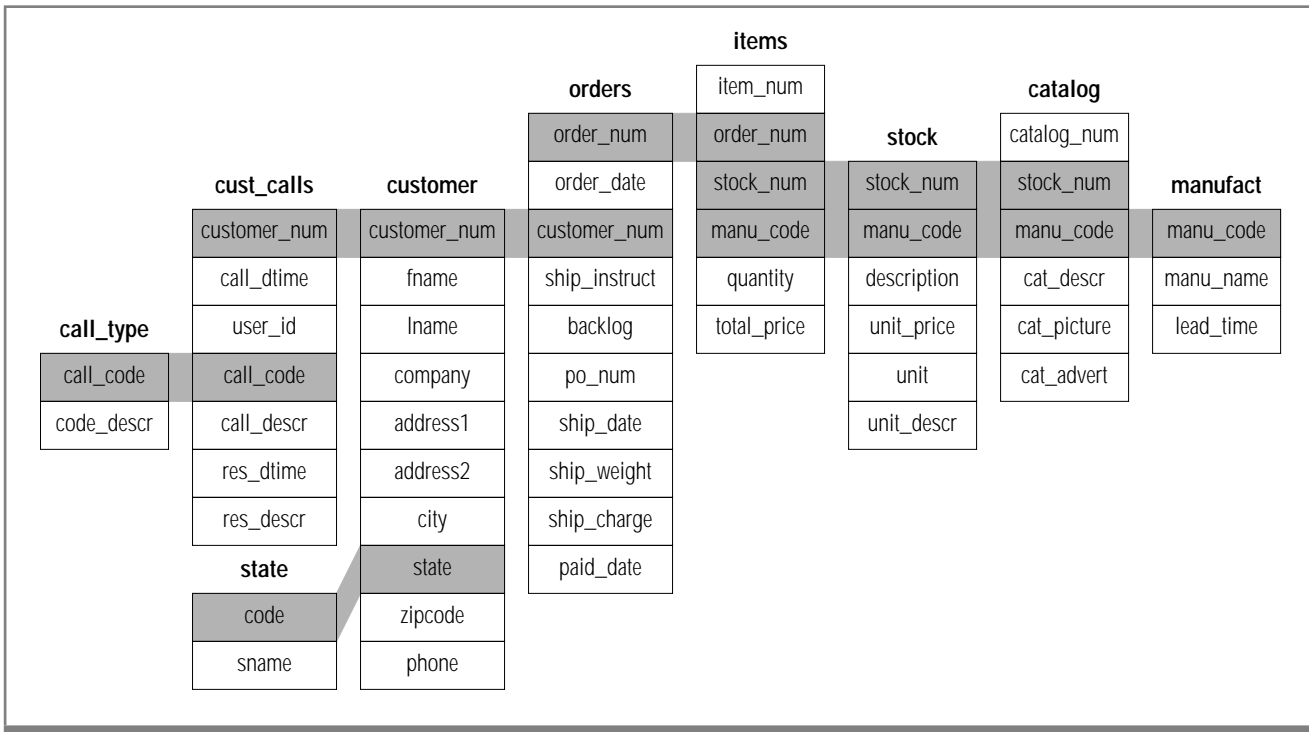 call_type
call_code
code_descr
cust_calls
customer_num
call_dtime
user_id
call_code
call_descr
res_dtime
res_descr
state
code
sname
customer
customer_num
fname
lname
company
address1
address2
city
state
zipcode
phone
orders
order_num
order_date
customer_num
ship_instruct
backlog
po_num
ship_date
ship_weight
ship_charge
paid_date
items
item_num
order_num
stock_num
manu_code
quantity
total_price
stock
stock_num
manu_code
description
unit_price
unit
unit_descr
catalog
catalog_num
stock_num
manu_code
cat_descr
cat_picture
cat_advert
manufact
manu_code
manu_name
lead_time